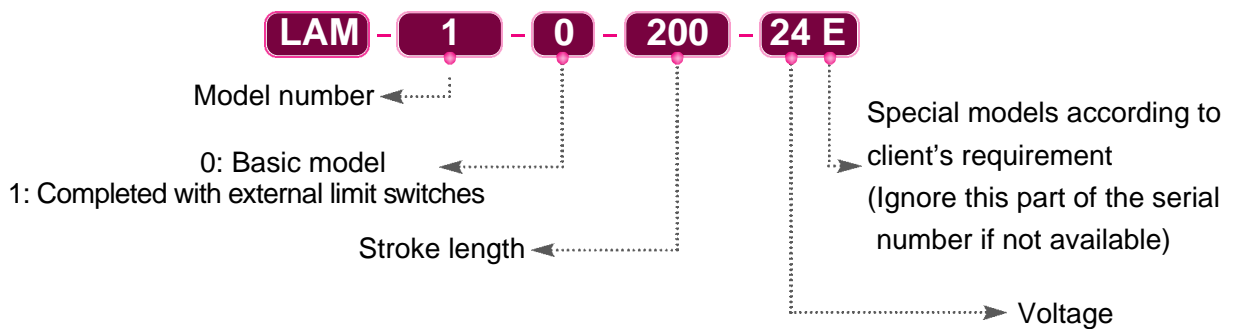 LAM - 1 - 0 - 200 - 24 E
Model number
0: Basic model
1: Completed with external limit switches
Stroke length
Special models according to
client's requirement
(Ignore this part of the serial
number if not available)
Voltage